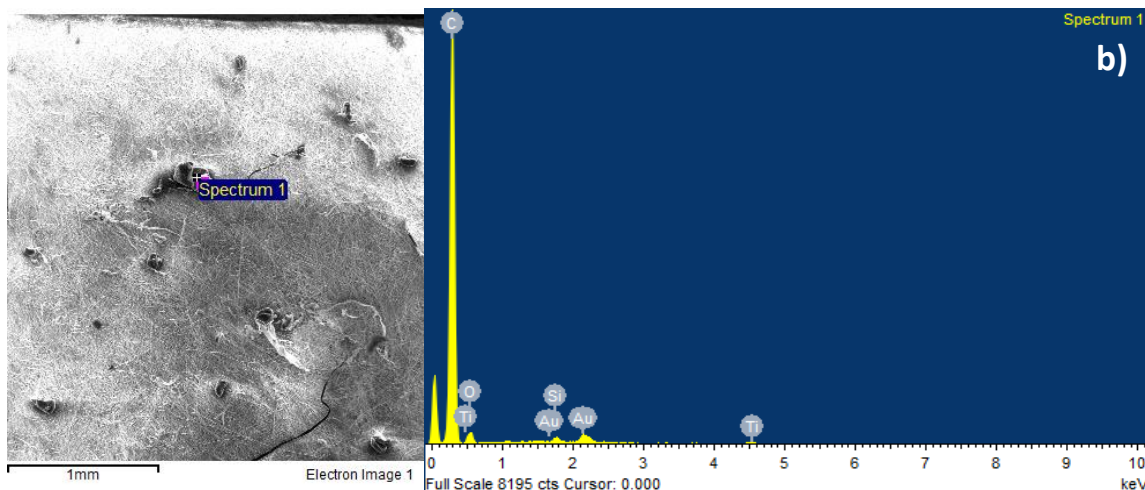 Spectrum 1
1mm
Electron Image 1
Spectrum 1
b)
C
O
Ti
Si
Au
Au
Ti
0 1 2 3 4 5 6 7 8 9 10
Full Scale 8195 cts Cursor: 0.000
keV